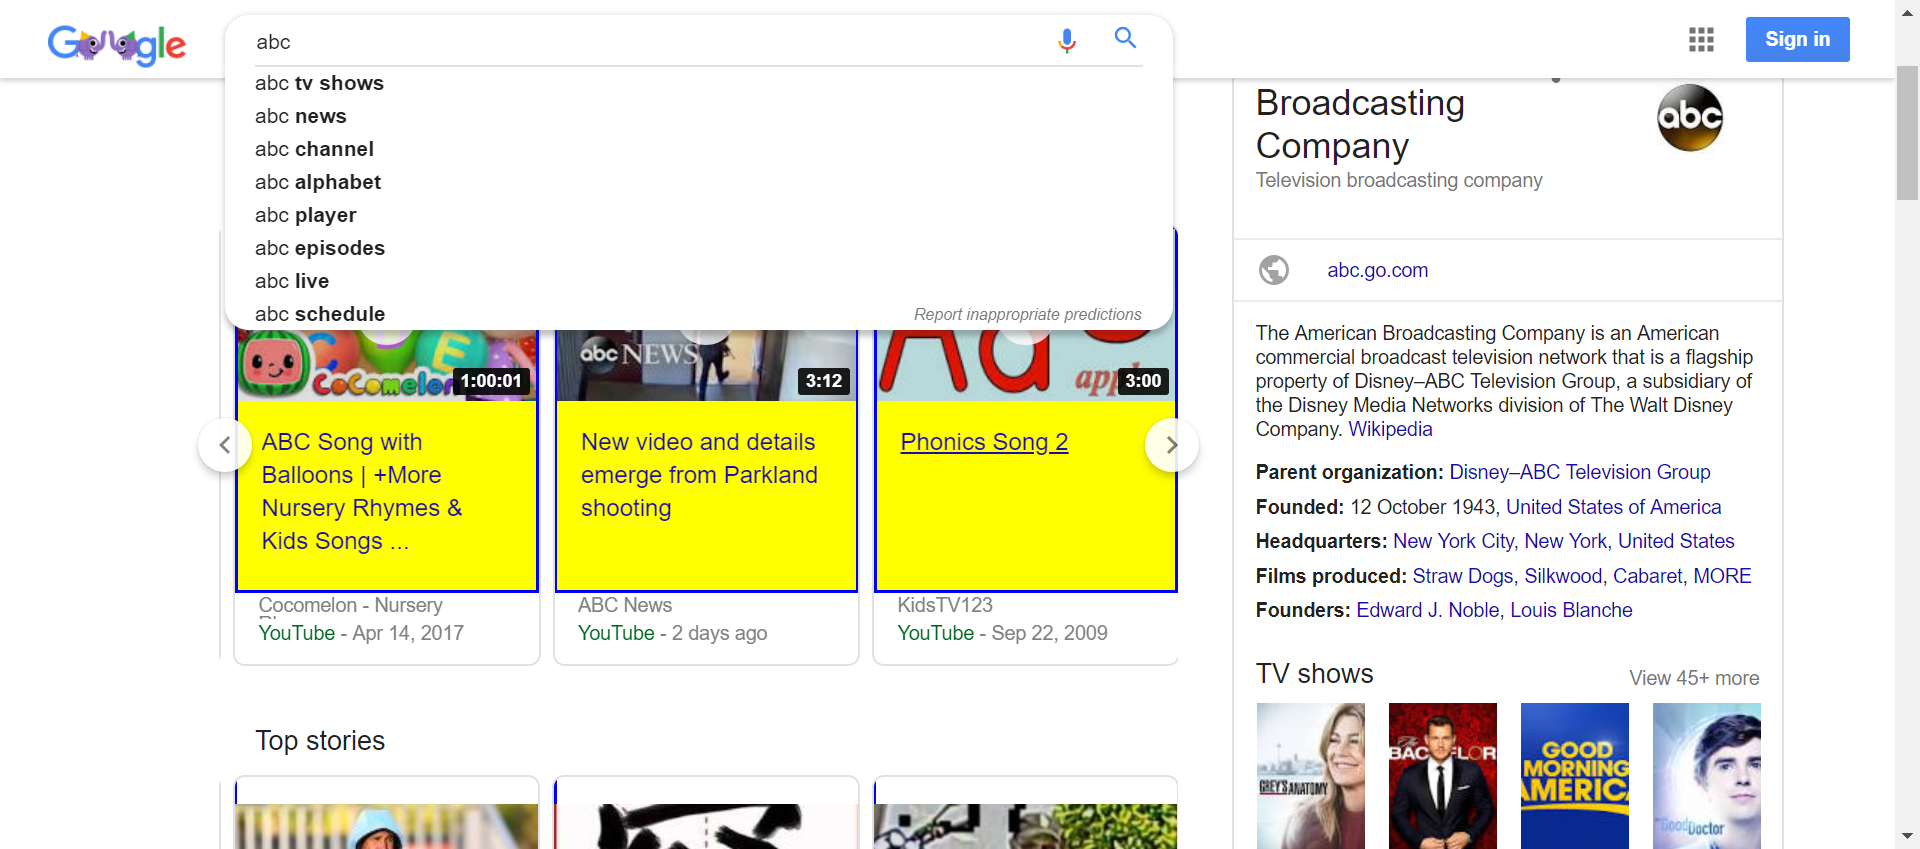 Google
abc
Sign in
abc tv shows
abc news
abc channel
abc alphabet
abc player
abc episodes
abc live
abc schedule
Report inappropriate predictions
COCOMELON
1:00:01
abc NEWS
3:12
Aa
apple
3:00
ABC Song with
Balloons | +More
Nursery Rhymes &
Kids Songs ...
Cocomelon - Nursery
YouTube - Apr 14, 2017
New video and details
emerge from Parkland
shooting
ABC News
YouTube - 2 days ago
Phonics Song 2
KidsTV123
YouTube - Sep 22, 2009
Top stories
Broadcasting
Company
Television broadcasting company
abc
abc.go.com
The American Broadcasting Company is an American
commercial broadcast television network that is a flagship
property of Disney–ABC Television Group, a subsidiary of
the Disney Media Networks division of The Walt Disney
Company. Wikipedia
Parent organization: Disney–ABC Television Group
Founded: 12 October 1943, United States of America
Headquarters: New York City, New York, United States
Films produced: Straw Dogs, Silkwood, Cabaret, MORE
Founders: Edward J. Noble, Louis Blanche
TV shows
View 45+ more
GREY'S ANATOMY
The
BACHELOR
GOOD
MORNING
AMERICA
the Good Doctor